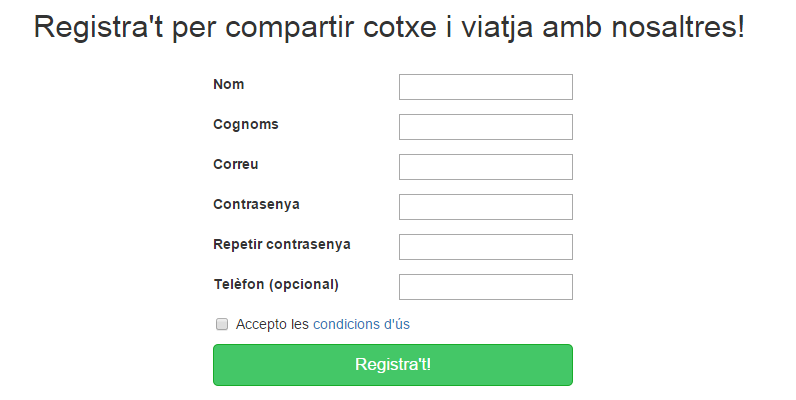 Registra't per compartir cotxe i viatja amb nosaltres!
Nom
Cognoms
Correu
Contrasenya
Repetir contrasenya
Telèfon (opcional)
Accepto les condicions d'ús
Registra't!